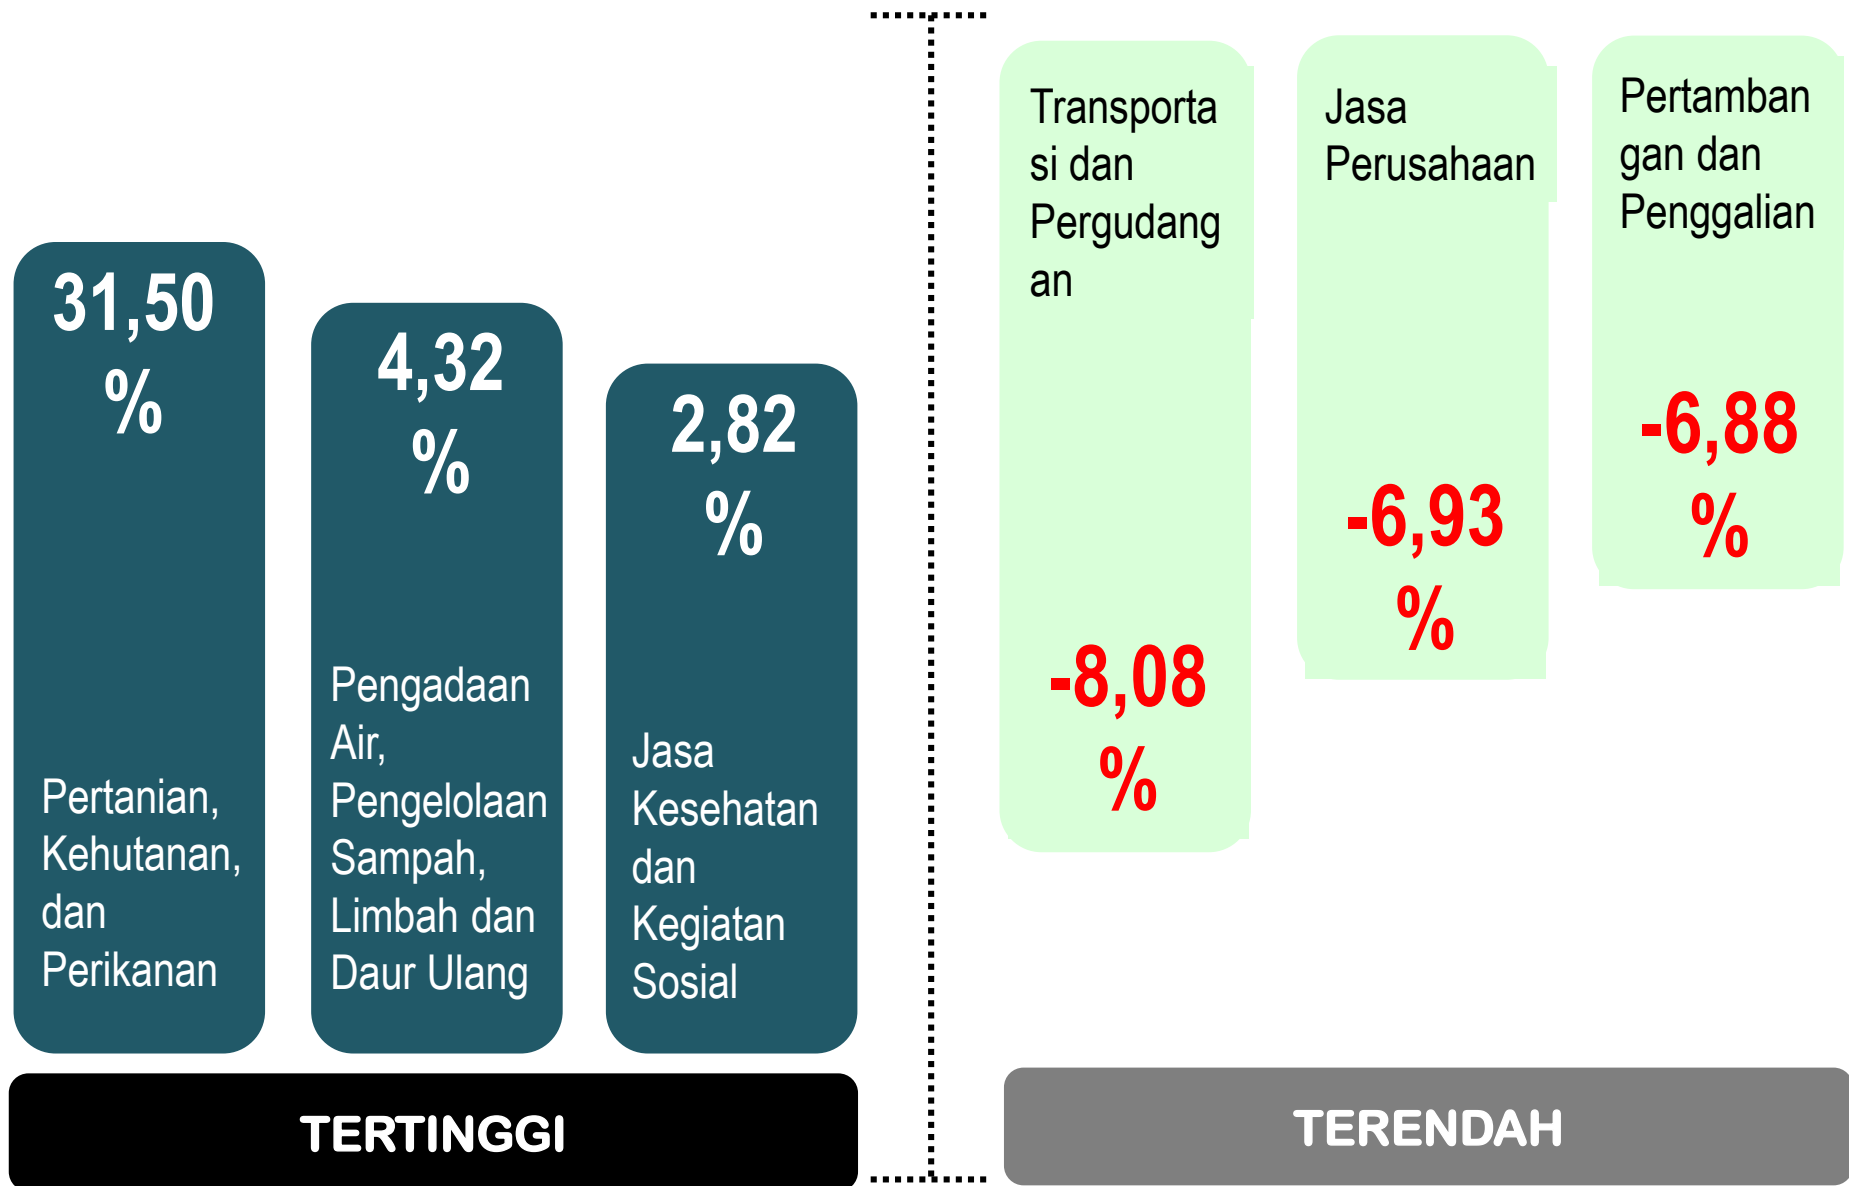 31,50
%
Pertanian,
Kehutanan,
dan
Perikanan
4,32
%
Pengadaan
Air,
Pengelolaan
Sampah,
Limbah dan
Daur Ulang
2,82
%
Jasa
Kesehatan
dan
Kegiatan
Sosial
TERTINGGI
Transporta
si dan
Pergudang
an
-8,08
%
Jasa
Perusahaan
-6,93
%
Pertamban
gan dan
Penggalian
-6,88
%
TERENDAH